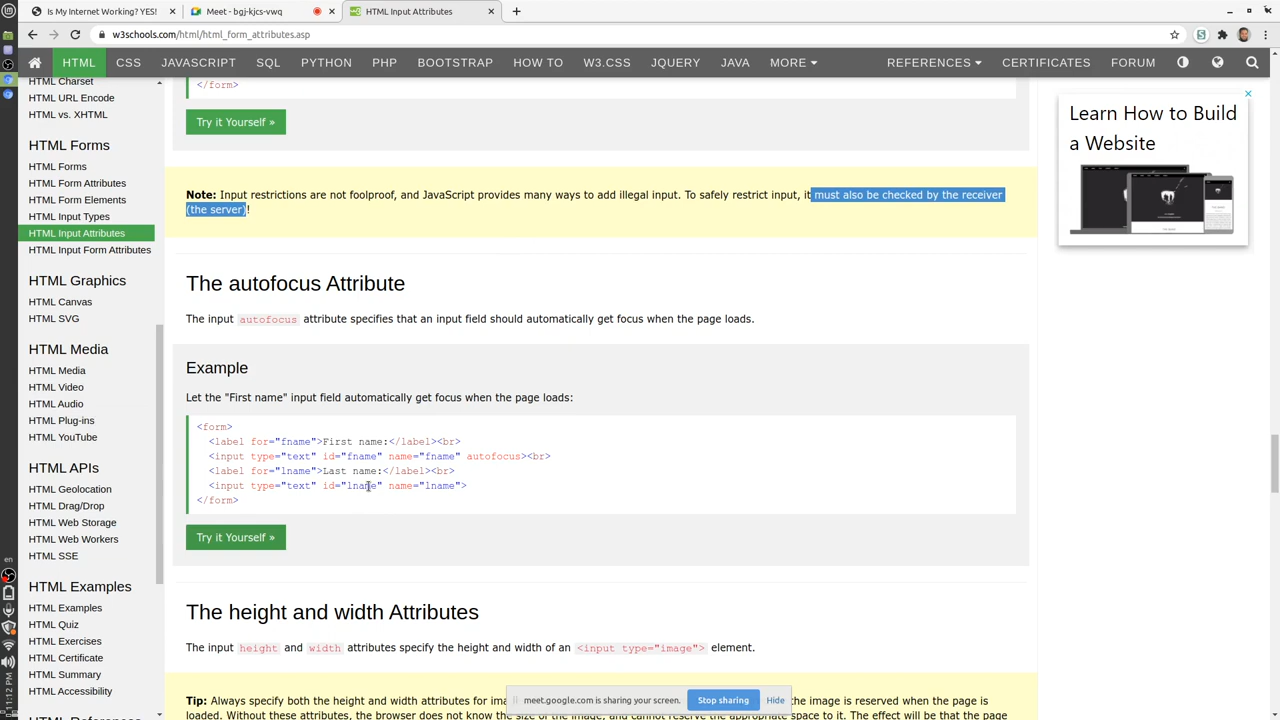 Is My Internet Working? YES!
Meet - bgj-kjcs-vwq
HTML Input Attributes
w3schools.com/html/html_form_attributes.asp
HTML CSS JAVASCRIPT SQL PYTHON PHP BOOTSTRAP HOW TO W3.CSS JQUERY JAVA MORE REFERENCES CERTIFICATES FORUM
HTML Charset
HTML URL Encode
HTML vs. XHTML
HTML Forms
HTML Forms
HTML Form Attributes
HTML Form Elements
HTML Input Types
HTML Input Attributes
HTML Input Form Attributes
HTML Graphics
HTML Canvas
HTML SVG
HTML Media
HTML Media
HTML Video
HTML Audio
HTML Plug-ins
HTML YouTube
HTML APIs
HTML Geolocation
HTML Drag/Drop
HTML Web Storage
HTML Web Workers
HTML SSE
HTML Examples
HTML Examples
HTML Quiz
HTML Exercises
HTML Certificate
HTML Summary
HTML Accessibility
HTML References
</form>
Try it Yourself »
Note: Input restrictions are not foolproof, and JavaScript provides many ways to add illegal input. To safely restrict input, it must also be checked by the receiver
(the server)!
The autofocus Attribute
The input autofocus attribute specifies that an input field should automatically get focus when the page loads.
Example
Let the "First name" input field automatically get focus when the page loads:
<form>
<label for="fname">First name:</label><br>
<input type="text" id="fname" name="fname" autofocus><br>
<label for="lname">Last name:</label><br>
<input type="text" id="lname" name="lname">
</form>
Try it Yourself »
The height and width Attributes
The input height and width attributes specify the height and width of an <input type="image"> element.
Tip: Always specify both the height and width attributes for the image is reserved when the page is
loaded. Without these attributes, the browser does not know the size of the image, and cannot reserve the appropriate space to it. The effect will be that the page
Learn How to Build
a Website
meet.google.com is sharing your screen.
Stop sharing
Hide
en
11:12 PM